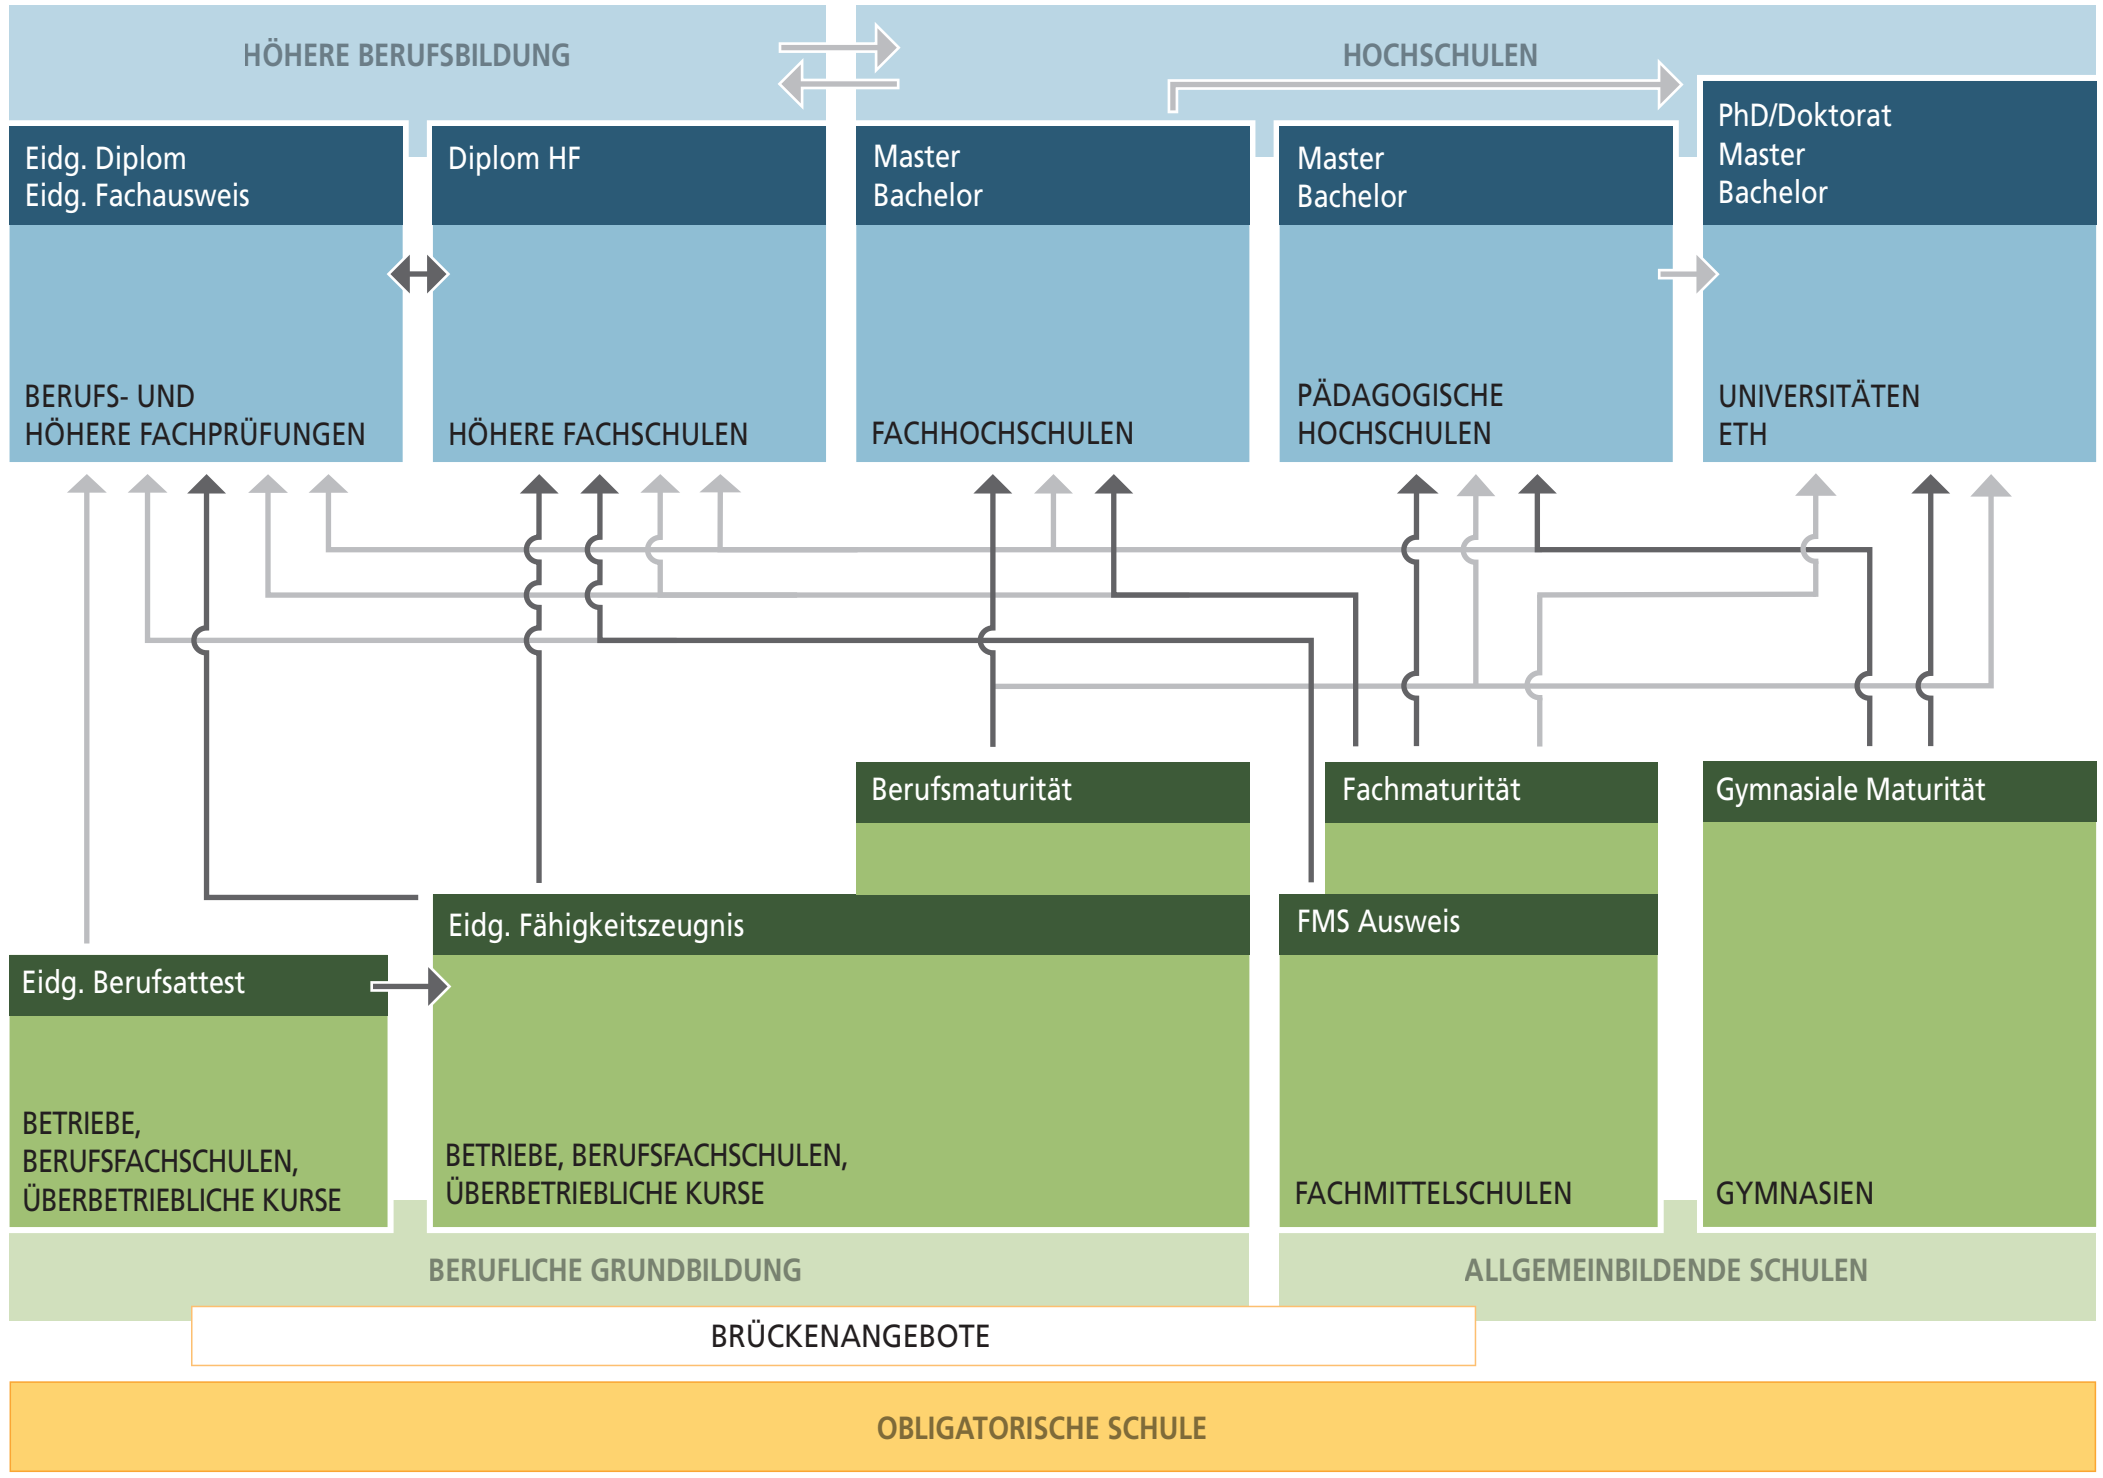 HÖHERE BERUFSBILDUNG
HOCHSCHULEN
Eidg. Diplom
Eidg. Fachausweis
Diplom HF
Master
Bachelor
Master
Bachelor
PhD/Doktorat
Master
Bachelor
BERUFS- UND
HÖHERE FACHPRÜFUNGEN
HÖHERE FACHSCHULEN
FACHHOCHSCHULEN
PÄDAGOGISCHE
HOCHSCHULEN
UNIVERSITÄTEN
ETH
Berufsmaturität
Fachmaturität
Gymnasiale Maturität
Eidg. Fähigkeitszeugnis
FMS Ausweis
Eidg. Berufsattest
BETRIEBE,
BERUFSFACHSCHULEN,
ÜBERBETRIEBLICHE KURSE
BETRIEBE, BERUFSFACHSCHULEN,
ÜBERBETRIEBLICHE KURSE
FACHMITTELSCHULEN
GYMNASIEN
BERUFLICHE GRUNDBILDUNG
ALLGEMEINBILDENDE SCHULEN
BRÜCKENANGEBOTE
OBLIGATORISCHE SCHULE